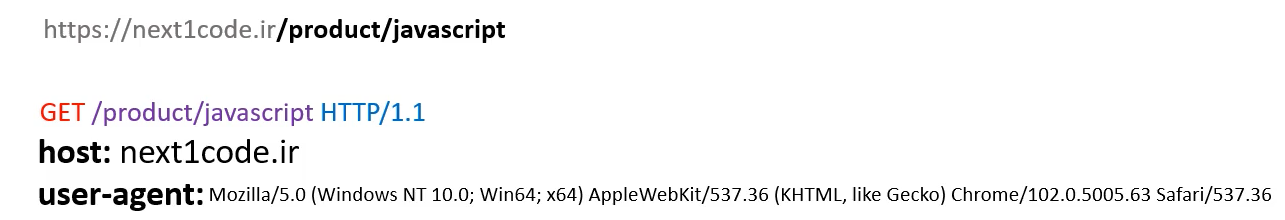 https://next1code.ir/product/javascript
GET /product/javascript HTTP/1.1
host: next1code.ir
user-agent: Mozilla/5.0 (Windows NT 10.0; Win64; x64) AppleWebKit/537.36 (KHTML, like Gecko) Chrome/102.0.5005.63 Safari/537.36